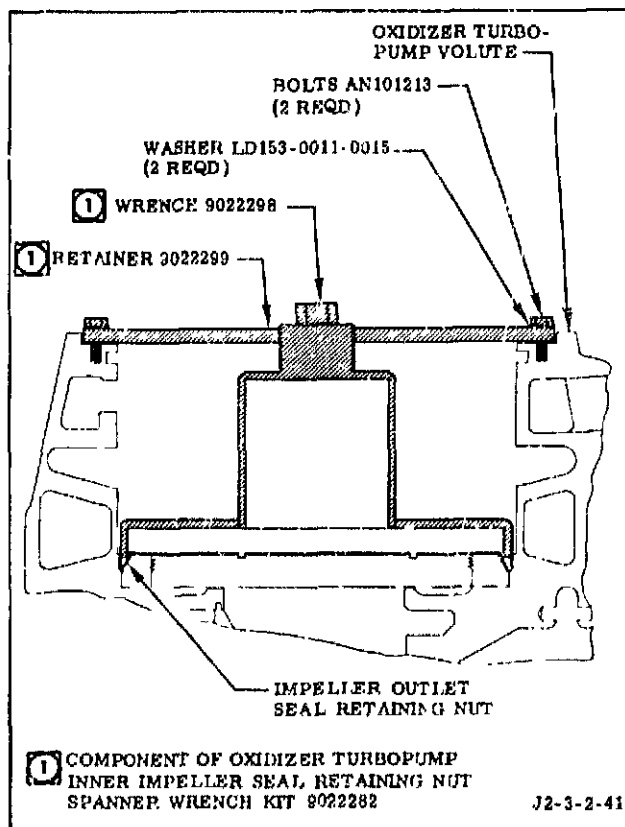 OXIDIZER TURBO-
PUMP VOLUTE
BOLTS AN101213
(2 REQD)
WASHER LD153-0011-0015
(2 REQD)
1 WRENCH 9022298
1 RETAINER 9022299
IMPELLER OUTLET
SEAL RETAINING NUT
1 COMPONENT OF OXIDIZER TURBOPUMP
INNER IMPELLER SEAL RETAINING NUT
SPANNER WRENCH KIT 9022282
J2-3-2-41